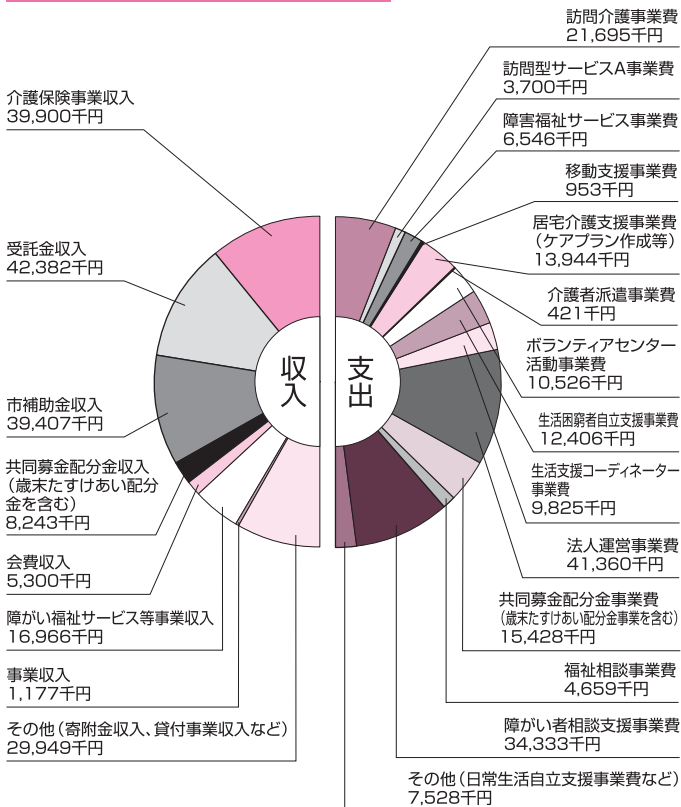 介護保険事業収入
39,900千円
受託金収入
42,382千円
市補助金収入
39,407千円
共同募金配分金収入
（歳末たすけあい配分
金を含む）
8,243千円
会費収入
5,300千円
障がい福祉サービス等事業収入
16,966千円
事業収入
1,177千円
その他（寄附金収入、貸付事業収入など）
29,949千円
収入
支出
訪問介護事業費
21,695千円
訪問型サービスA事業費
3,700千円
障害福祉サービス事業費
6,546千円
移動支援事業費
953千円
居宅介護支援事業費
（ケアプラン作成等）
13,944千円
介護者派遣事業費
421千円
ボランティアセンター
活動事業費
10,526千円
生活困窮者自立支援事業費
12,406千円
生活支援コーディネーター
事業費
9,825千円
法人運営事業費
41,360千円
共同募金配分金事業費
（歳末たすけあい配分金事業を含む）
15,428千円
福祉相談事業費
4,659千円
障がい者相談支援事業費
34,333千円
その他（日常生活自立支援事業費など）
7,528千円